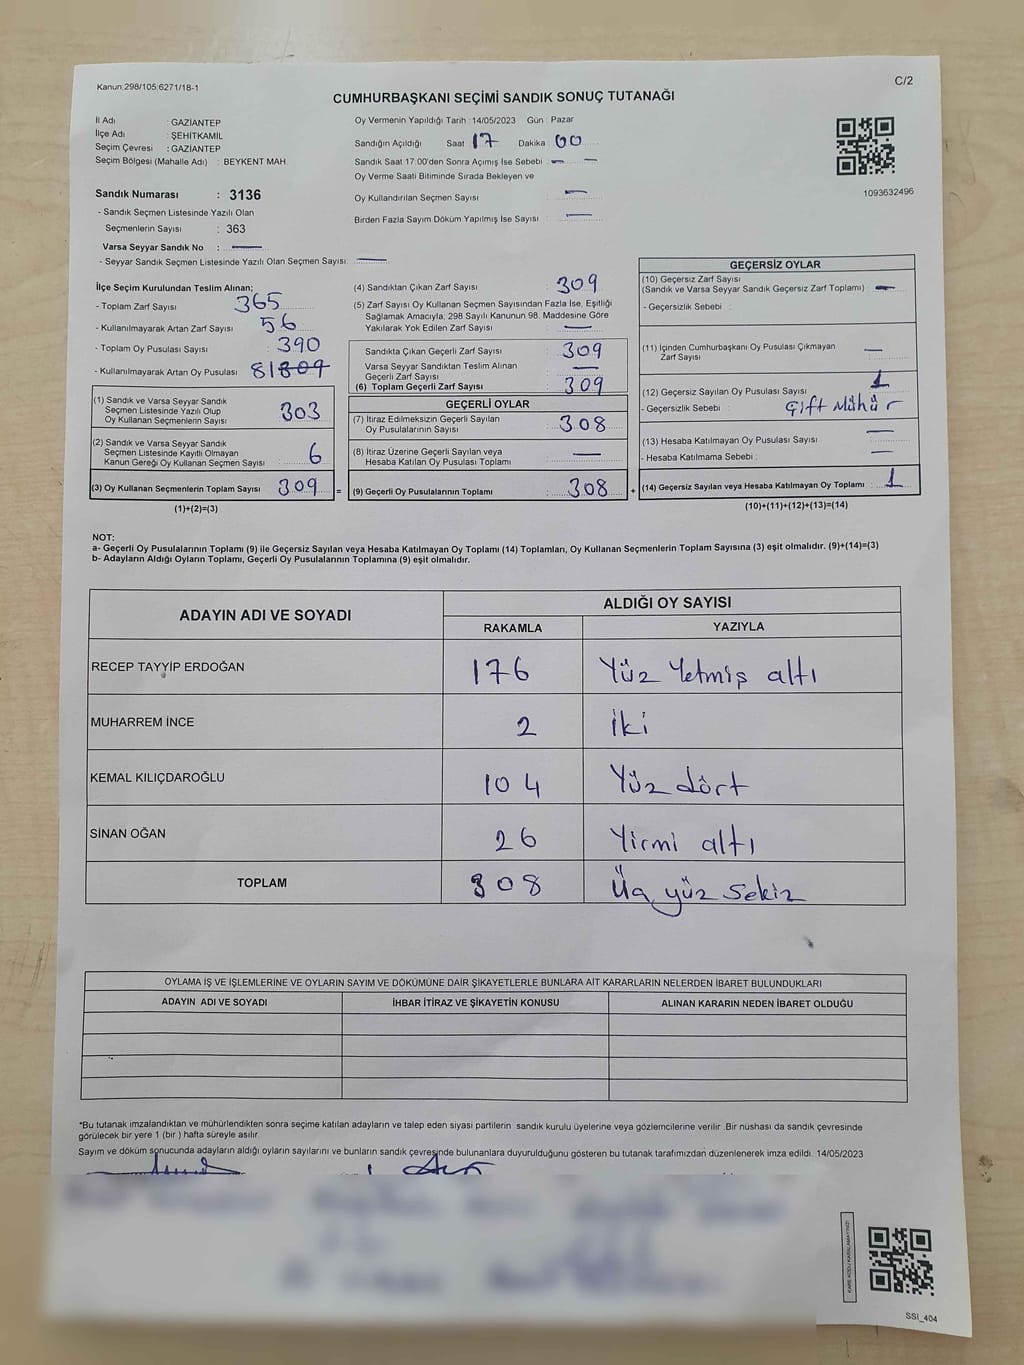 Kanun:298/105;6271/18-1
C/2
CUMHURBAŞKANI SEÇİMİ SANDIK SONUÇ TUTANAĞI
İl Adı : GAZİANTEP
İlçe Adı : ŞEHİTKAMİL
Seçim Çevresi : GAZİANTEP
Seçim Bölgesi (Mahalle Adı) : BEYKENT MAH.
Sandık Numarası : 3136
- Sandık Seçmen Listesinde Yazılı Olan
Seçmenlerin Sayısı : 363
Varsa Seyyar Sandık No : —
- Seyyar Sandık Seçmen Listesinde Yazılı Olan Seçmen Sayısı: —
Oy Vermenin Yapıldığı Tarih :14/05/2023 Gün : Pazar
Sandığın Açıldığı Saat 17 Dakika 00
Sandık Saat 17:00'den Sonra Açımış İse Sebebi : — —
Oy Verme Saati Bitiminde Sırada Bekleyen ve
Oy Kullandırılan Seçmen Sayısı : —
Birden Fazla Sayım Döküm Yapılmış İse Sayısı : —
1093632496
İlçe Seçim Kurulundan Teslim Alınan;
- Toplam Zarf Sayısı : 365
- Kullanılmayarak Artan Zarf Sayısı : 56
- Toplam Oy Pusulası Sayısı : 390
- Kullanılmayarak Artan Oy Pusulası : 81 309
(1) Sandık ve Varsa Seyyar Sandık
Seçmen Listesinde Yazılı Olup
Oy Kullanan Seçmenlerin Sayısı : 303
(2) Sandık ve Varsa Seyyar Sandık
Seçmen Listesinde Kayıtlı Olmayan
Kanun Gereği Oy Kullanan Seçmen Sayısı : 6
(3) Oy Kullanan Seçmenlerin Toplam Sayısı : 309 =
(1)+(2)=(3)
(4) Sandıktan Çıkan Zarf Sayısı : 309
(5) Zarf Sayısı Oy Kullanan Seçmen Sayısından Fazla İse, Eşitliği
Sağlamak Amacıyla, 298 Sayılı Kanunun 98. Maddesine Göre
Yakılarak Yok Edilen Zarf Sayısı : —
Sandıkta Çıkan Geçerli Zarf Sayısı : 309
Varsa Seyyar Sandıktan Teslim Alınan
Geçerli Zarf Sayısı : —
(6) Toplam Geçerli Zarf Sayısı : 309
GEÇERLİ OYLAR
(7) İtiraz Edilmeksizin Geçerli Sayılan
Oy Pusulalarının Sayısı : 308
(8) İtiraz Üzerine Geçerli Sayılan veya
Hesaba Katılan Oy Pusulası Toplamı : —
(9) Geçerli Oy Pusulalarının Toplamı : 308 +
GEÇERSİZ OYLAR
(10) Geçersiz Zarf Sayısı
(Sandık ve Varsa Seyyar Sandık Geçersiz Zarf Toplamı) : —
- Geçersizlik Sebebi :
(11) İçinden Cumhurbaşkanı Oy Pusulası Çıkmayan
Zarf Sayısı : —
(12) Geçersiz Sayılan Oy Pusulası Sayısı : 1
- Geçersizlik Sebebi : Çift Mühür
(13) Hesaba Katılmayan Oy Pusulası Sayısı : —
- Hesaba Katılmama Sebebi : —
(14) Geçersiz Sayılan veya Hesaba Katılmayan Oy Toplamı : 1
(10)+(11)+(12)+(13)=(14)
NOT:
a- Geçerli Oy Pusulalarının Toplamı (9) ile Geçersiz Sayılan veya Hesaba Katılmayan Oy Toplamı (14) Toplamları, Oy Kullanan Seçmenlerin Toplam Sayısına (3) eşit olmalıdır. (9)+(14)=(3)
b- Adayların Aldığı Oyların Toplamı, Geçerli Oy Pusulalarının Toplamına (9) eşit olmalıdır.
ADAYIN ADI VE SOYADI
ALDIĞI OY SAYISI
RAKAMLA YAZIYLA
RECEP TAYYİP ERDOĞAN 176 Yüz Yetmiş altı
MUHARREM İNCE 2 İki
KEMAL KILIÇDAROĞLU 104 Yüz dört
SİNAN OĞAN 26 Yirmi altı
TOPLAM 308 Üç yüz Sekiz
OYLAMA İŞ VE İŞLEMLERİNE VE OYLARIN SAYIM VE DÖKÜMÜNE DAİR ŞİKAYETLERLE BUNLARA AİT KARARLARIN NELERDEN İBARET BULUNDUKLARI
ADAYIN ADI VE SOYADI İHBAR İTİRAZ VE ŞİKAYETİN KONUSU ALINAN KARARIN NEDEN İBARET OLDUĞU
*Bu tutanak imzalandıktan ve mühürlendikten sonra seçime katılan adayların ve talep eden siyasi partilerin sandık kurulu üyelerine veya gözlemcilerine verilir .Bir nüshası da sandık çevresinde
görülecek bir yere 1 (bir ) hafta süreyle asılır.
Sayım ve döküm sonucunda adayların aldığı oyların sayılarını ve bunların sandık çevresinde bulunanlara duyurulduğunu gösteren bu tutanak tarafımızdan düzenlenerek imza edildi. 14/05/2023
KARE KODU KARALAMAYINIZ!
SSI_404